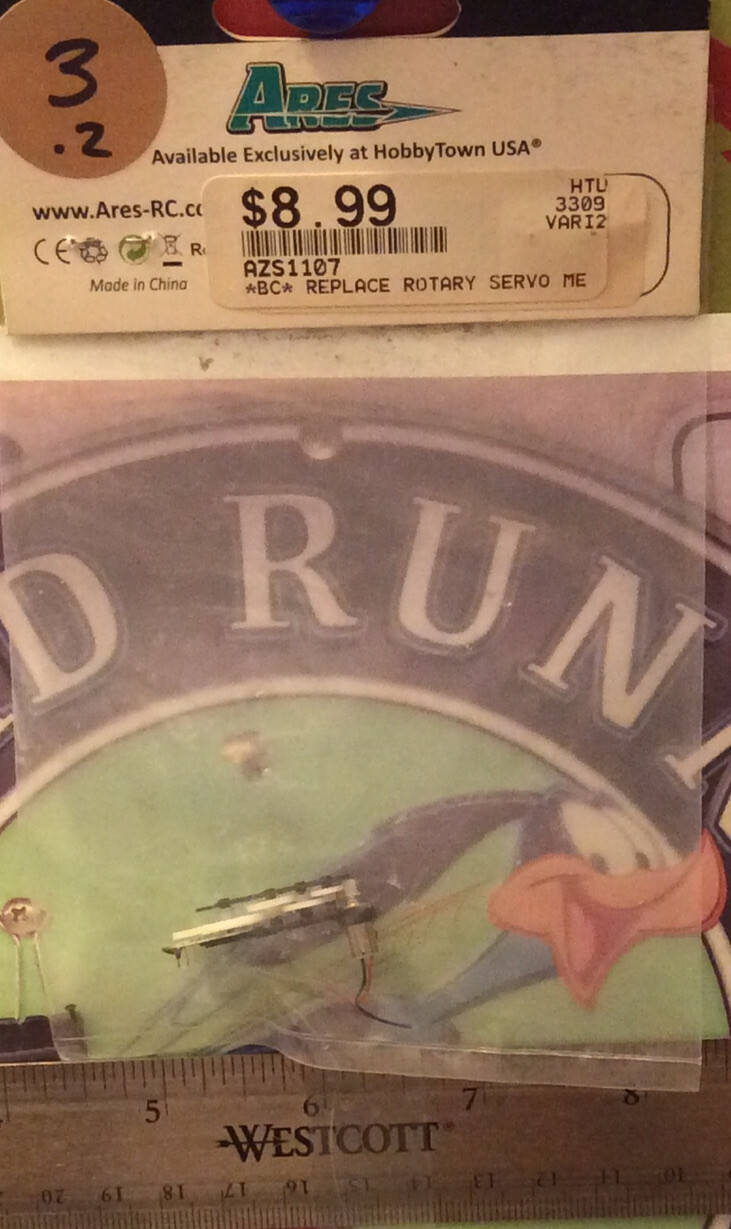 3
.2
ARES
Available Exclusively at HobbyTown USA®
www.Ares-RC.co
$8.99
HTU
3309
VARI2
CE
AZS1107
*BC* REPLACE ROTARY SERVO ME
Made in China
D RUN
5 6 7 8
WESTCOTT®
20 19 18 17 16 15 14 13 12 11 10